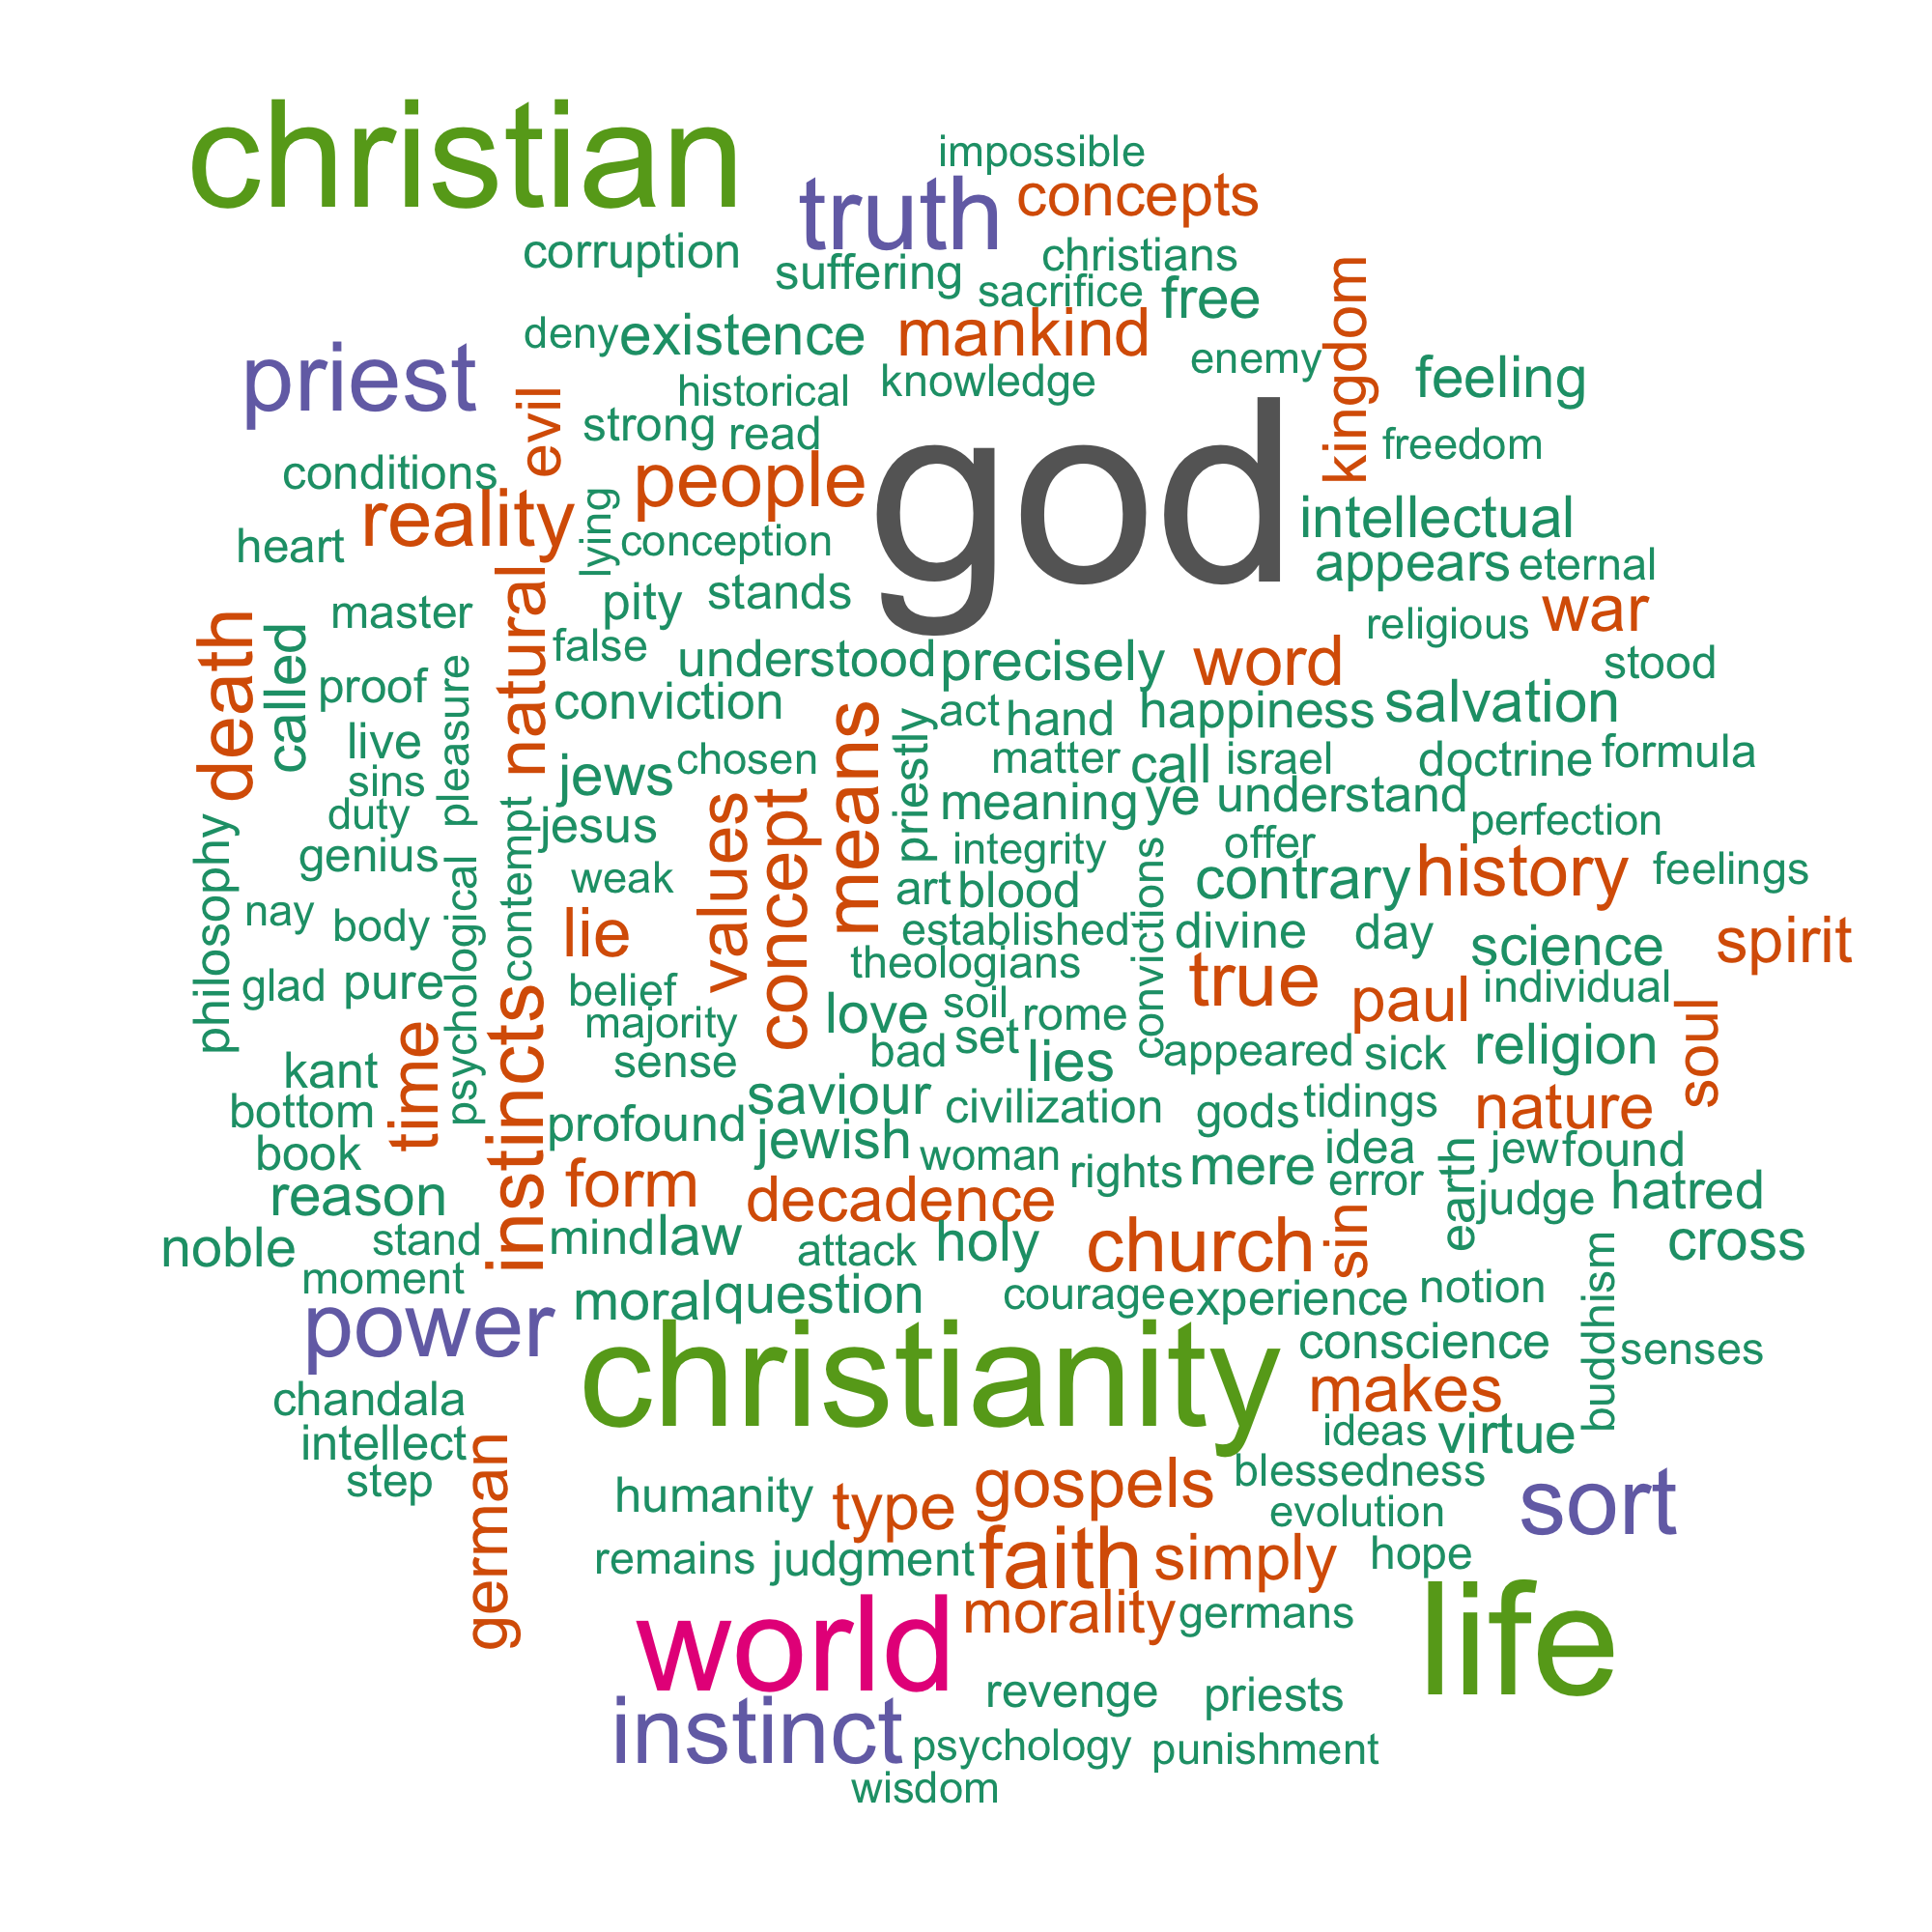 christian
impossible
truth
concepts
corruption
suffering
christians
sacrifice
free
kingdom
deny
existence
mankind
enemy
priest
evil
historical
knowledge
feeling
strong
read
god
freedom
conditions
people
reality
lying
conception
intellectual
heart
appears
eternal
natural
pity
stands
master
war
religious
death
called
false
understood
precisely
word
stood
proof
pleasure
conviction
means
priestly
act
hand
happiness
salvation
live
jews
chosen
matter
call
israel
doctrine
formula
sins
values
concept
meaning
ye
understand
duty
contempt
jesus
perfection
philosophy
genius
psychological
integrity
convictions
offer
weak
art
blood
contrary
history
feelings
nay
body
lie
established
divine
day
science
spirit
theologians
glad
pure
instincts
belief
true
paul
individual
soul
majority
love
soil
rome
time
set
kant
sense
bad
lies
appeared
sick
religion
bottom
saviour
civilization
gods
tidings
nature
profound
book
jewish
woman
rights
mere
idea
error
earth
jew
found
reason
form
decadence
judge
hatred
noble
stand
mind
law
attack
holy
church
sin
cross
moment
moral
question
courage
experience
notion
buddhism
power
christianity
conscience
senses
chandala
makes
intellect
german
ideas
virtue
step
humanity
type
gospels
blessedness
evolution
sort
remains
judgment
faith
simply
hope
world
morality
germans
life
revenge
priests
instinct
psychology
punishment
wisdom